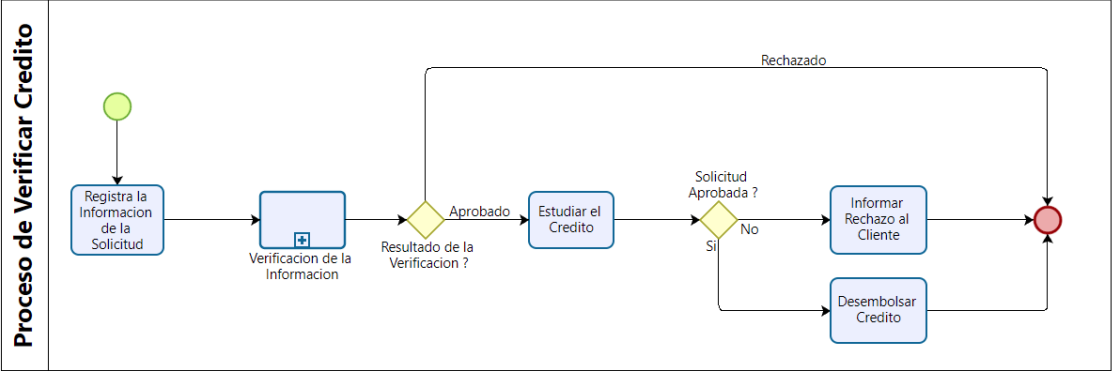 Proceso de Verificar Credito
Rechazado
Registra la
Informacion
de la
Solicitud
Verificacion de la
Informacion
Aprobado
Resultado de la
Verificacion ?
Estudiar el
Credito
Solicitud
Aprobada ?
No
Si
Informar
Rechazo al
Cliente
Desembolsar
Credito